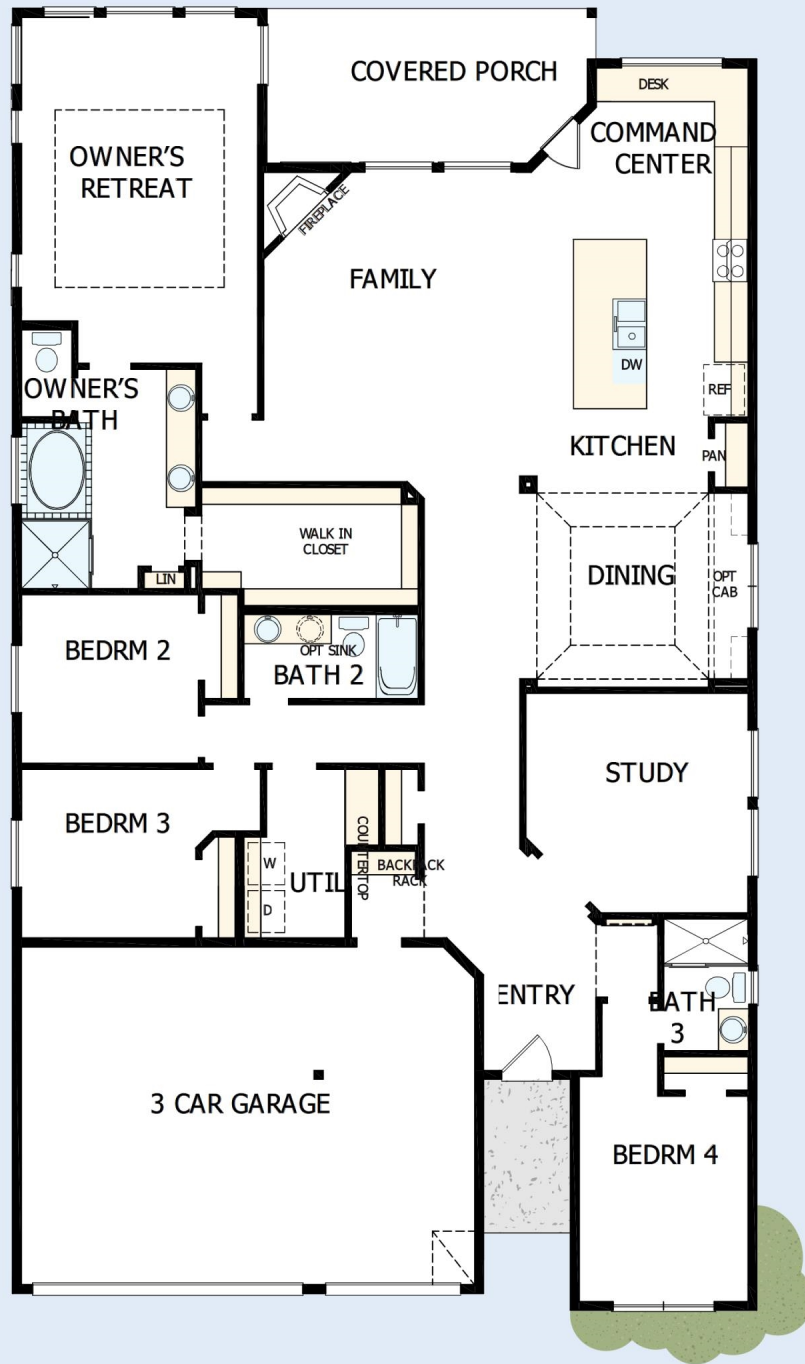 COVERED PORCH
DESK
COMMAND
CENTER
OWNER'S
RETREAT
FIREPLACE
FAMILY
DW
REF
OWNER'S
BATH
KITCHEN
PAN
WALK IN
CLOSET
LIN
DINING
OPT
CAB
BEDRM 2
OPT SINK
BATH 2
STUDY
BEDRM 3
COUNTERTOP
W
UTIL
D
BACKPACK
RACK
ENTRY
BATH
3
3 CAR GARAGE
BEDRM 4